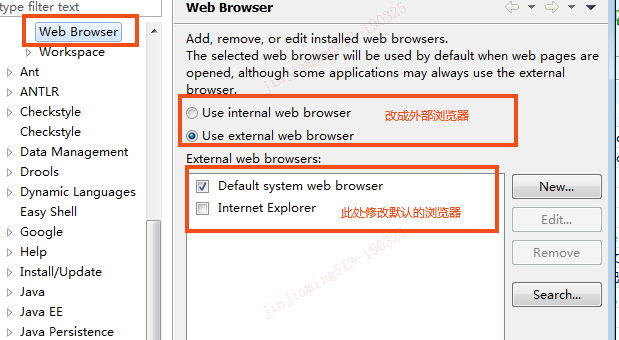 type filter text
Web Browser
Workspace
Ant
ANTLR
Checkstyle
Checkstyle
Data Management
Drools
Dynamic Languages
Easy Shell
Google
Help
Install/Update
Java
Java EE
Java Persistence
Web Browser
Add, remove, or edit installed web browsers.
The selected web browser will be used by default when web pages are
opened, although some applications may always use the external
browser.
Use internal web browser
改成外部浏览器
Use external web browser
External web browsers:
Default system web browser
Internet Explorer
此处修改默认的浏览器
New...
Edit...
Remove
Search...
jinjiaming513-190325